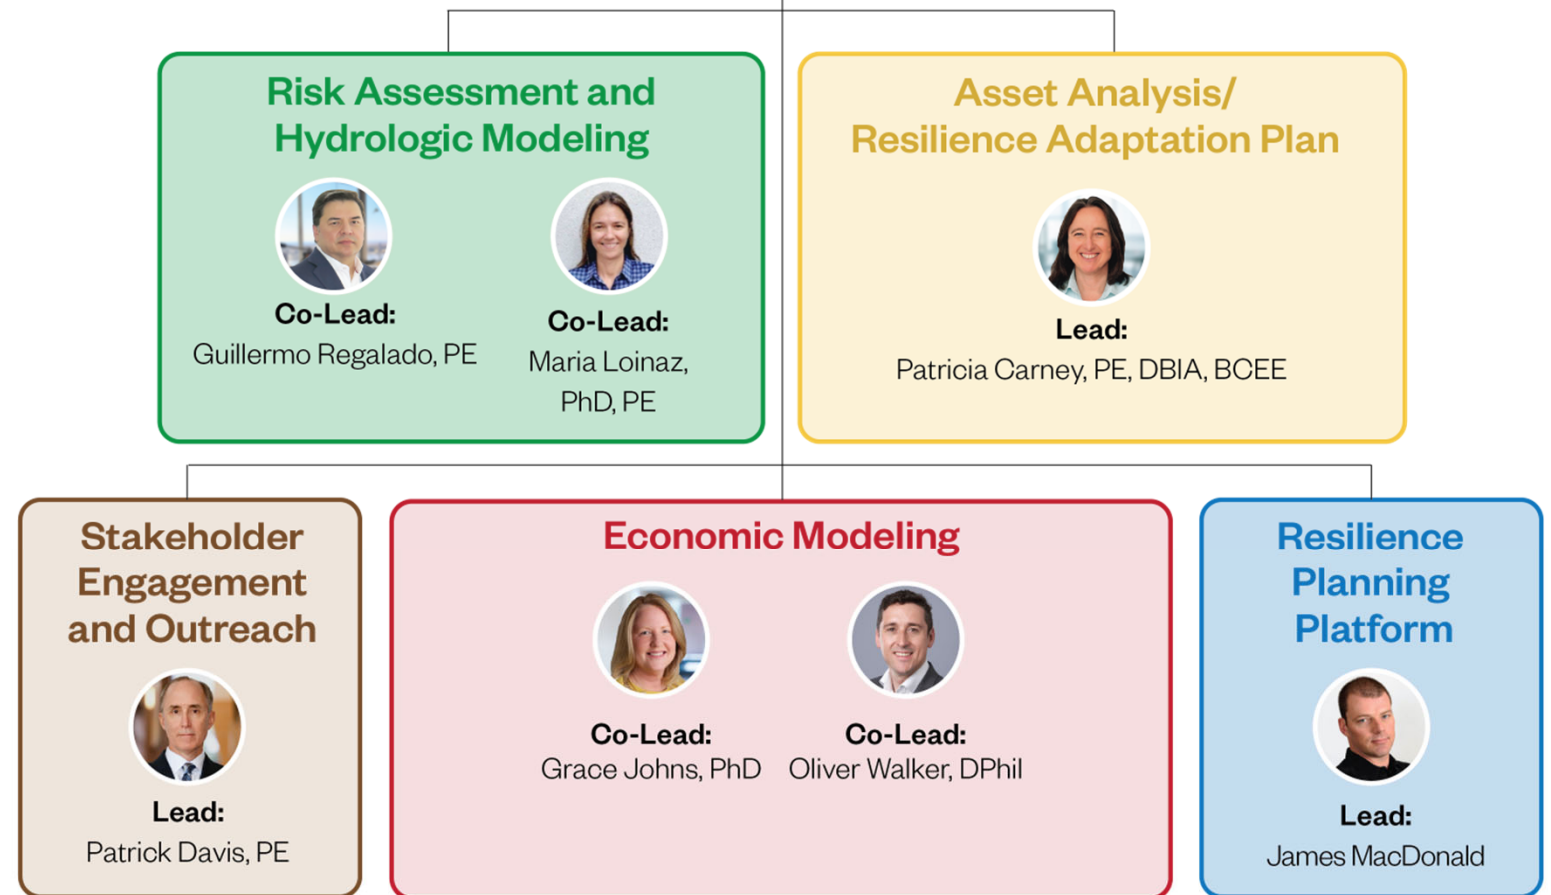 Risk Assessment and
Hydrologic Modeling
Co-Lead:
Guillermo Regalado, PE
Co-Lead:
Maria Loinaz,
PhD, PE
Asset Analysis/
Resilience Adaptation Plan
Lead:
Patricia Carney, PE, DBIA, BCEE
Stakeholder
Engagement
and Outreach
Lead:
Patrick Davis, PE
Economic Modeling
Co-Lead:
Grace Johns, PhD
Co-Lead:
Oliver Walker, DPhil
Resilience
Planning
Platform
Lead:
James MacDonald